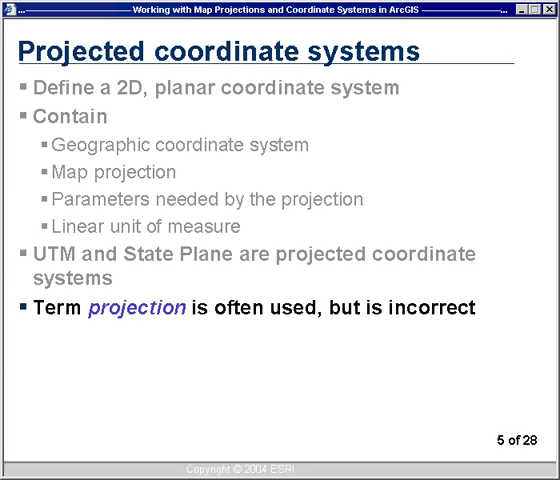 Working with Map Projections and Coordinate Systems in ArcGIS
Projected coordinate systems
Define a 2D, planar coordinate system
Contain
Geographic coordinate system
Map projection
Parameters needed by the projection
Linear unit of measure
UTM and State Plane are projected coordinate
systems
Term projection is often used, but is incorrect
5 of 28
Copyright © 2004 ESRI